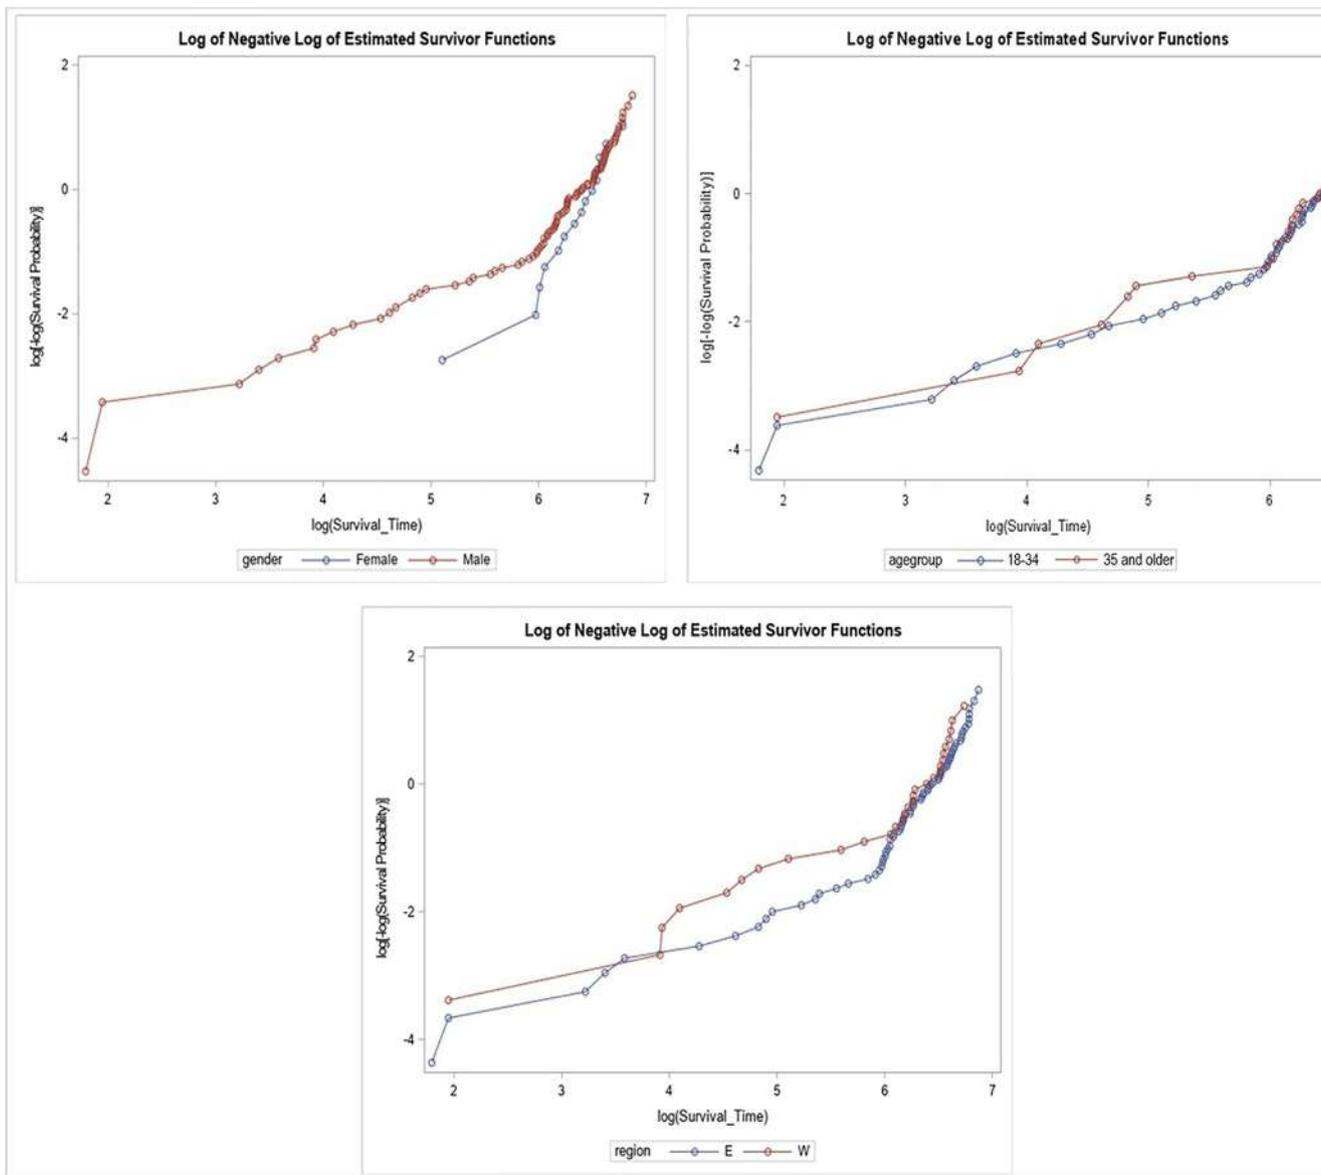 Log of Negative Log of Estimated Survivor Functions
2
0
-2
-4
log[-log(Survival Probability)]
2 3 4 5 6 7
log(Survival_Time)
gender Female Male
Log of Negative Log of Estimated Survivor Functions
2
0
-2
-4
log[-log(Survival Probability)]
2 3 4 5 6
log(Survival_Time)
agegroup 18-34 35 and older
Log of Negative Log of Estimated Survivor Functions
2
0
-2
-4
log[-log(Survival Probability)]
2 3 4 5 6 7
log(Survival_Time)
region E W